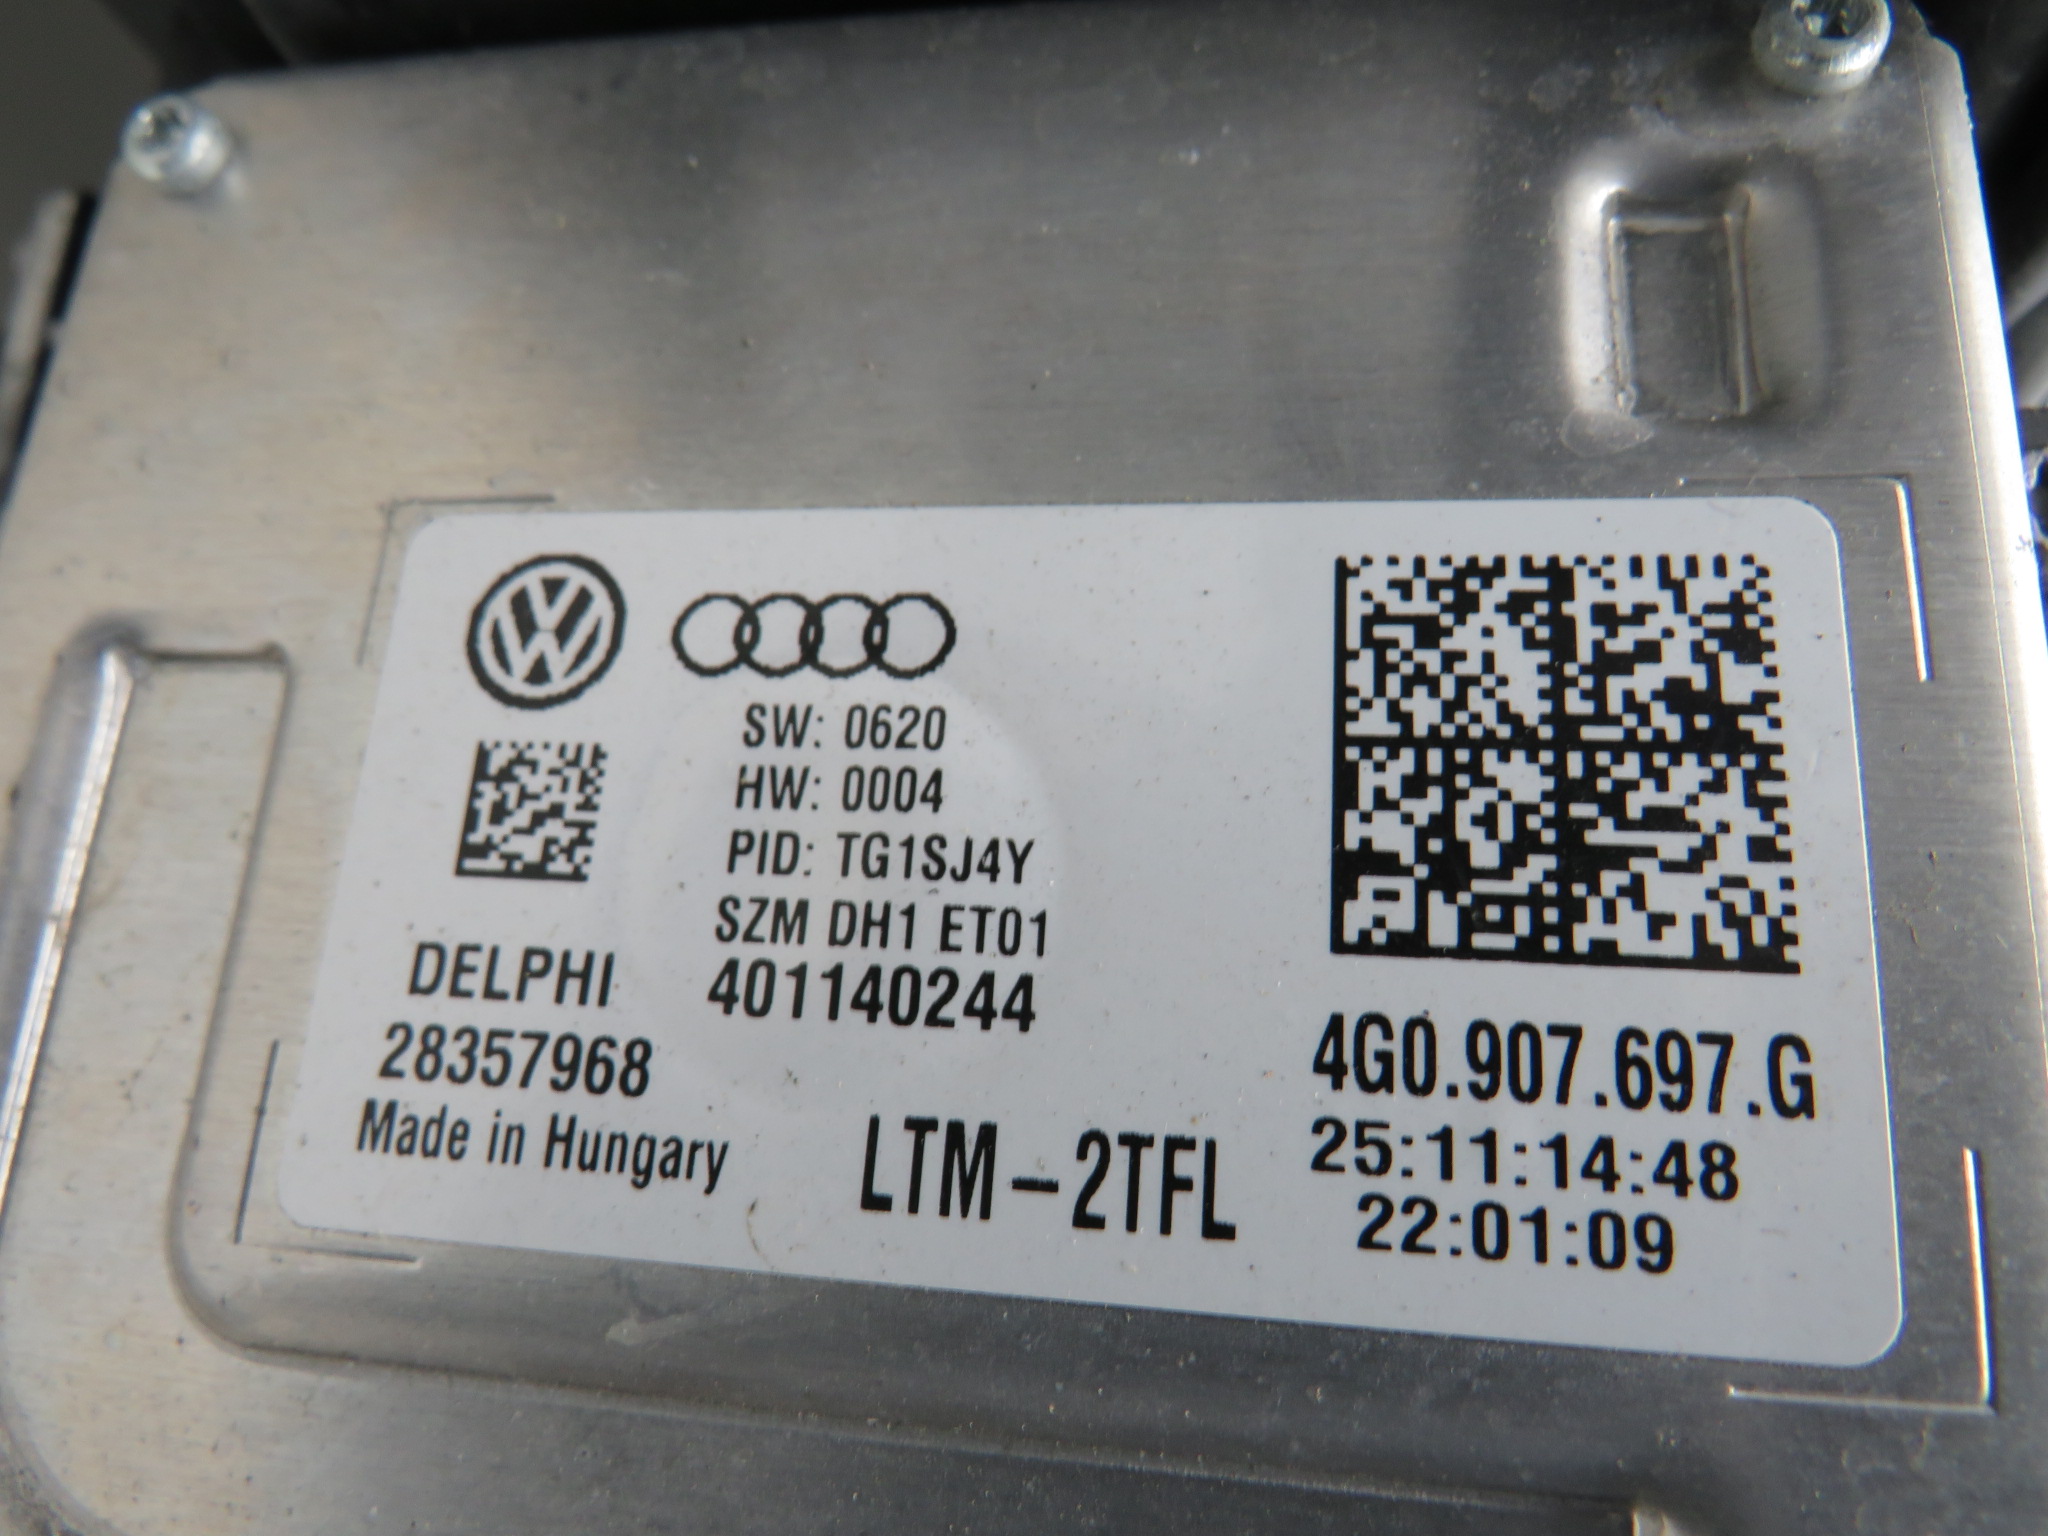 SW: 0620
HW: 0004
PID: TG1SJ4Y
SZM DH1 ET01
401140244
DELPHI
28357968
Made in Hungary
LTM-2TFL
4G0.907.697.G
25:11:14:48
22:01:09